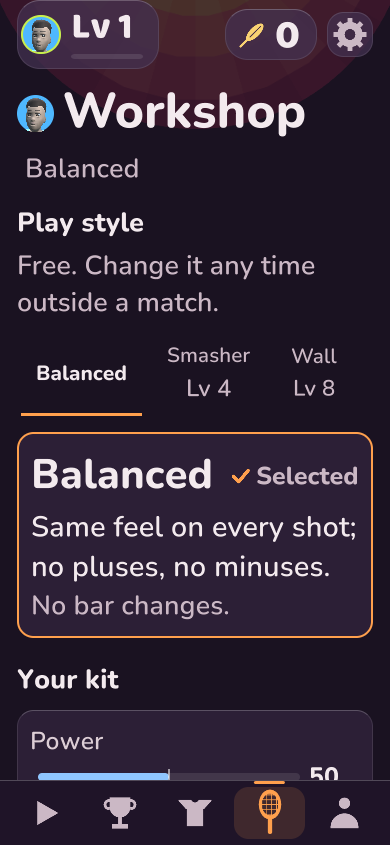 Lv 1
0
Workshop
Balanced
Play style
Free. Change it any time
outside a match.
Balanced
Smasher
Lv 4
Wall
Lv 8
Balanced
Selected
Same feel on every shot;
no pluses, no minuses.
No bar changes.
Your kit
Power
50